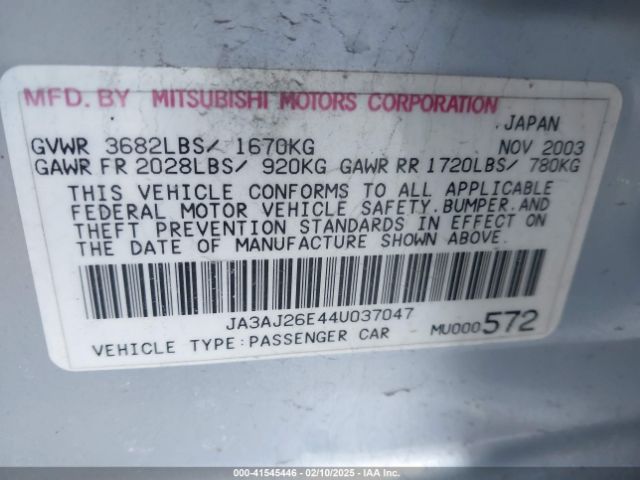 MFD. BY MITSUBISHI MOTORS CORPORATION
. JAPAN
GVWR 3682LBS/ 1670KG NOV 2003
GAWR FR 2028LBS/ 920KG GAWR RR 1720LBS/ 780KG
THIS VEHICLE CONFORMS TO ALL APPLICABLE
FEDERAL MOTOR VEHICLE SAFETY.BUMPER.AND
THEFT PREVENTION STANDARDS IN EFFECT ON
THE DATE OF MANUFACTURE SHOWN ABOVE.
JA3AJ26E44U037047
VEHICLE TYPE:PASSENGER CAR MU000572
000-41545446 - 02/10/2025 - IAA Inc.